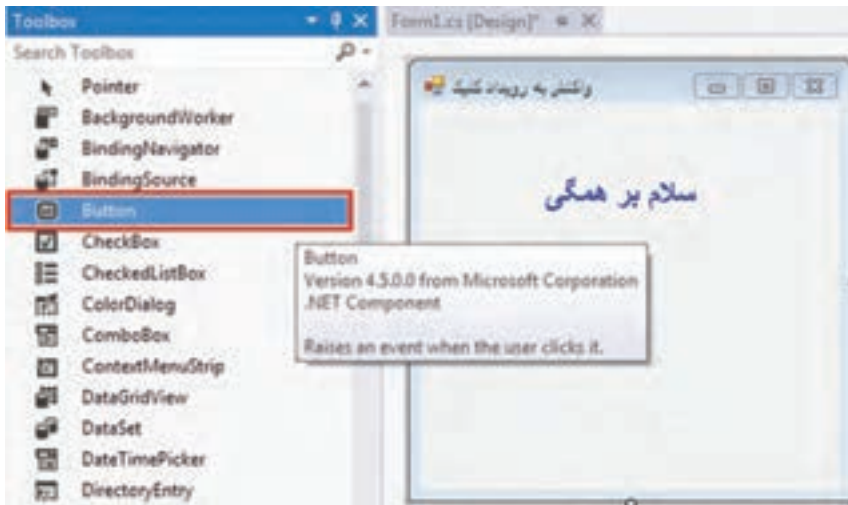 Toolbox
Search Toolbox
Pointer
BackgroundWorker
BindingNavigator
BindingSource
Button
CheckBox
CheckedListBox
ColorDialog
ComboBox
ContextMenuStrip
DataGridView
DataSet
DateTimePicker
DirectoryEntry
Form1.cs [Design]*
واکنش به رویداد کلیک
سلام بر همگی
Button
Version 4.5.0.0 from Microsoft Corporation
.NET Component
Raises an event when the user clicks it.